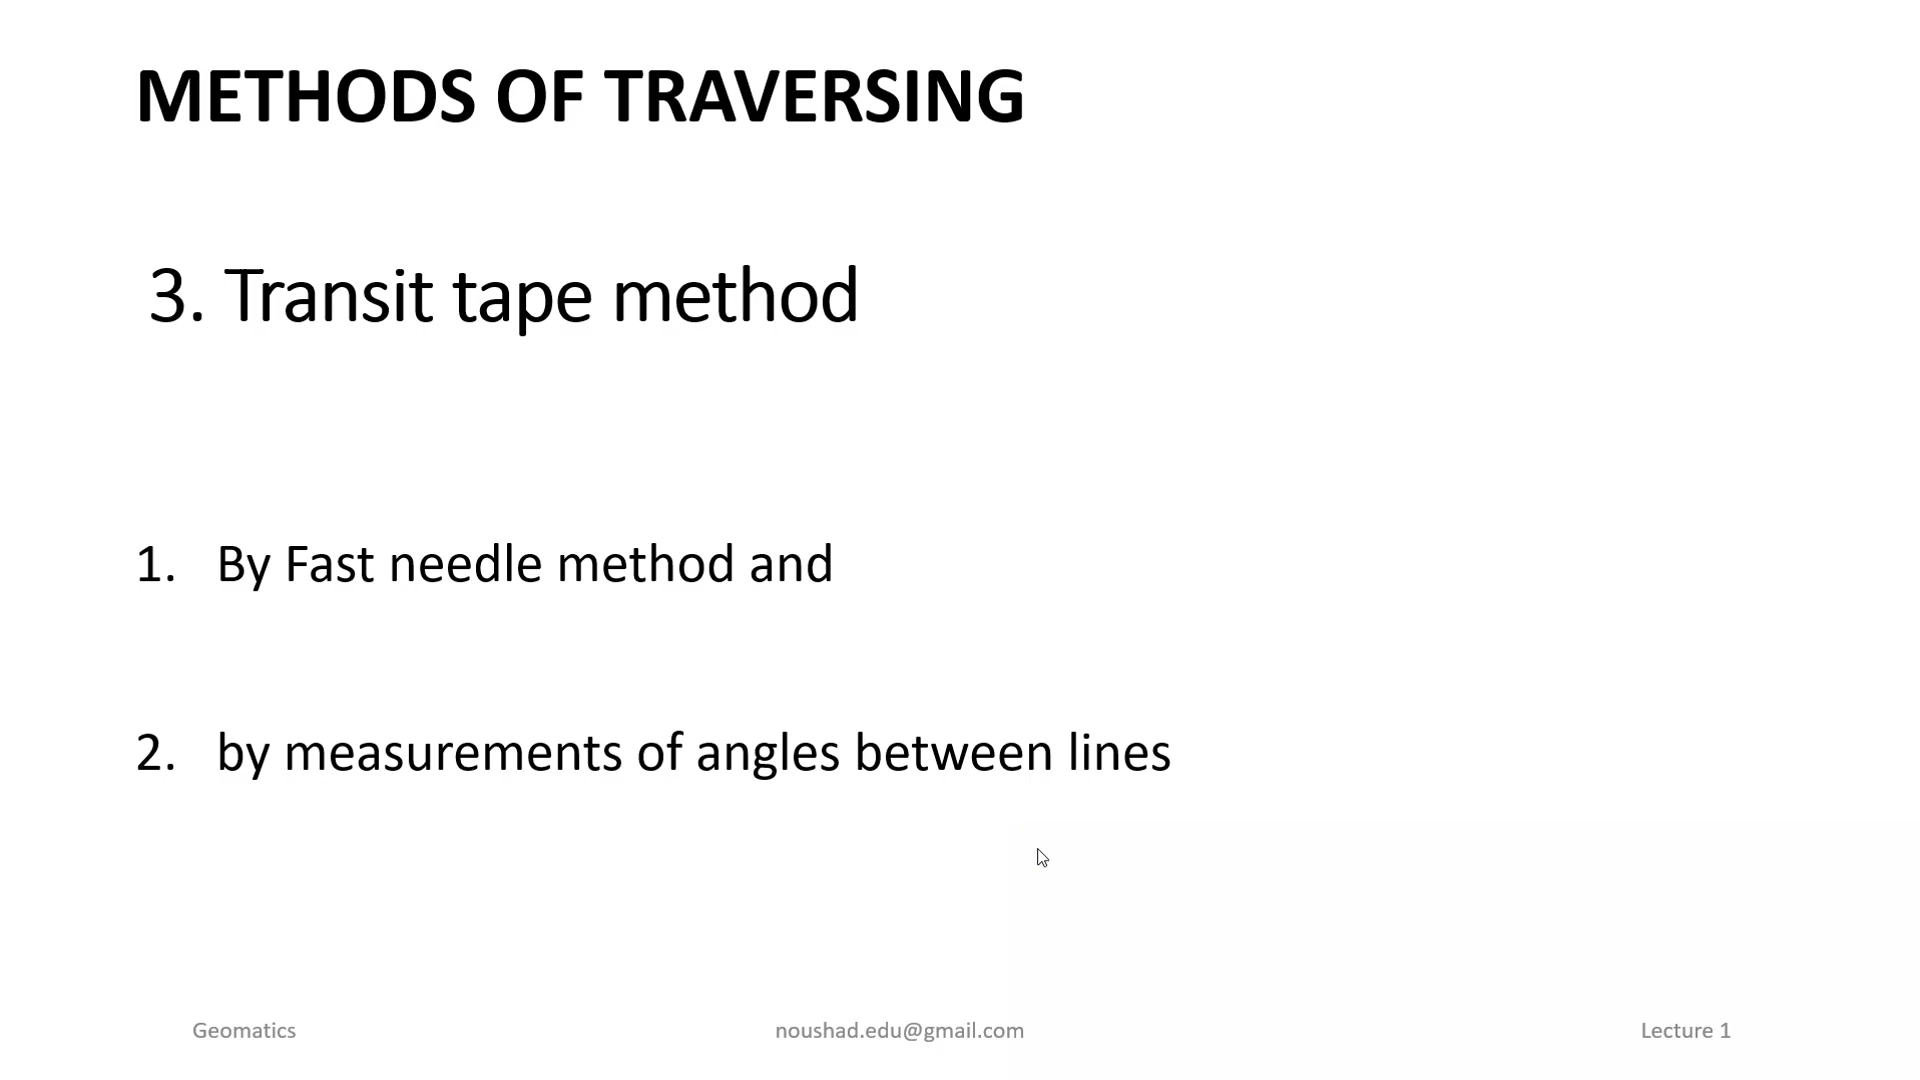 METHODS OF TRAVERSING
3. Transit tape method
1. By Fast needle method and
2. by measurements of angles between lines
Geomatics
noushad.edu@gmail.com
Lecture 1